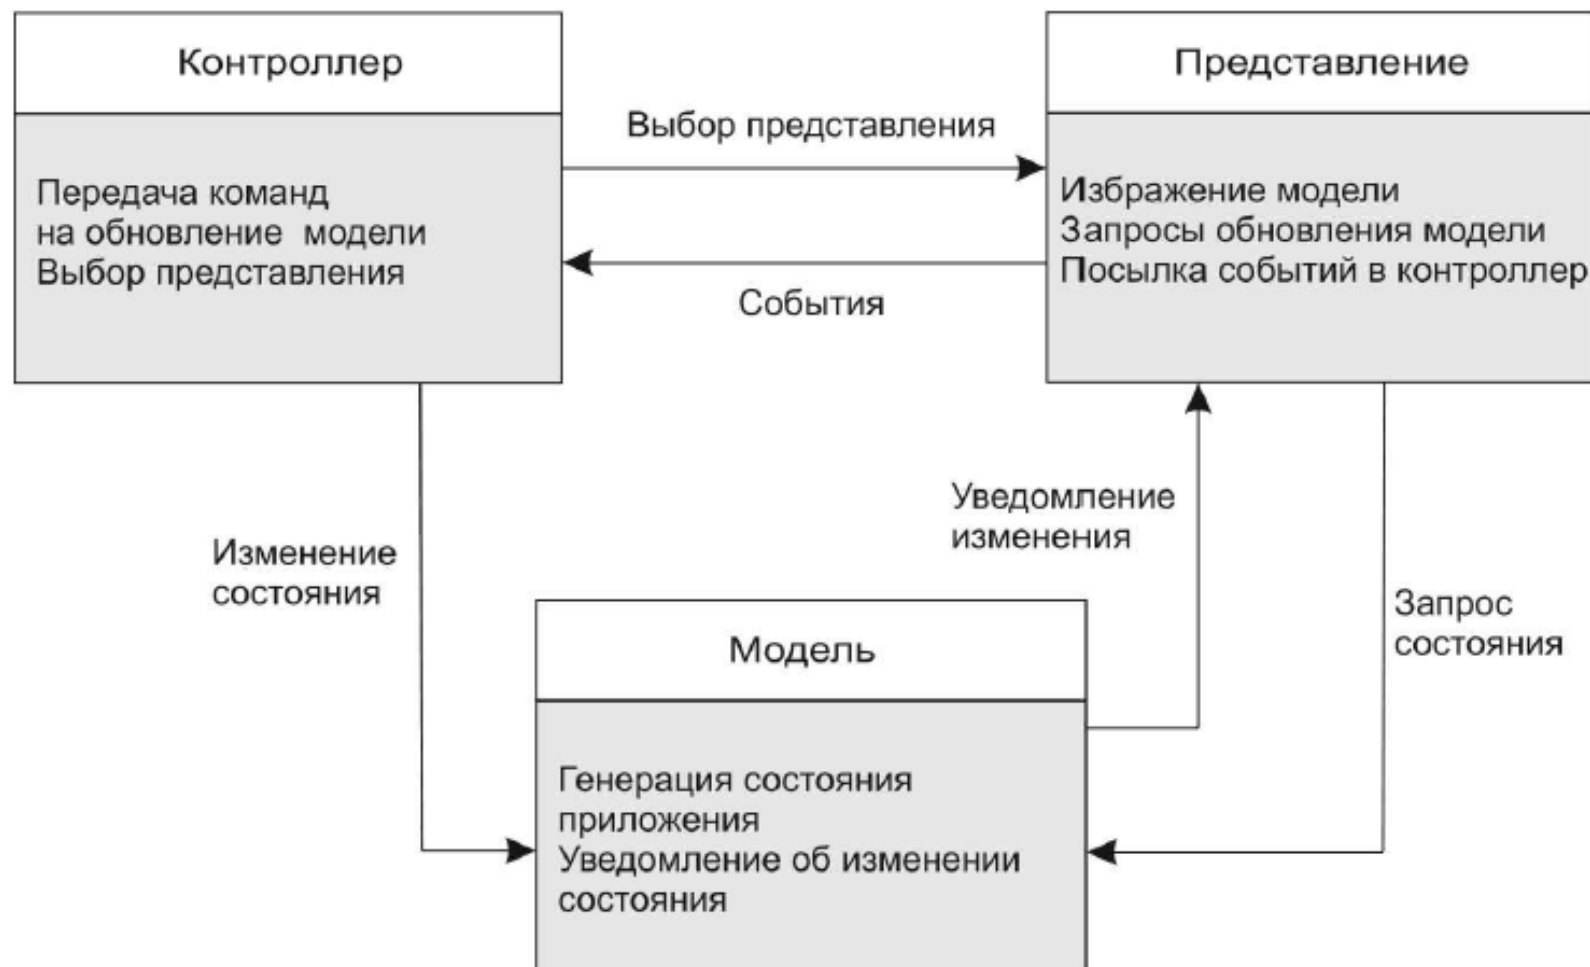 Контроллер
Передача команд
на обновление модели
Выбор представления
Выбор представления
События
Представление
Избражение модели
Запросы обновления модели
Посылка событий в контроллер
Изменение
состояния
Уведомление
изменения
Запрос
состояния
Модель
Генерация состояния
приложения
Уведомление об изменении
состояния